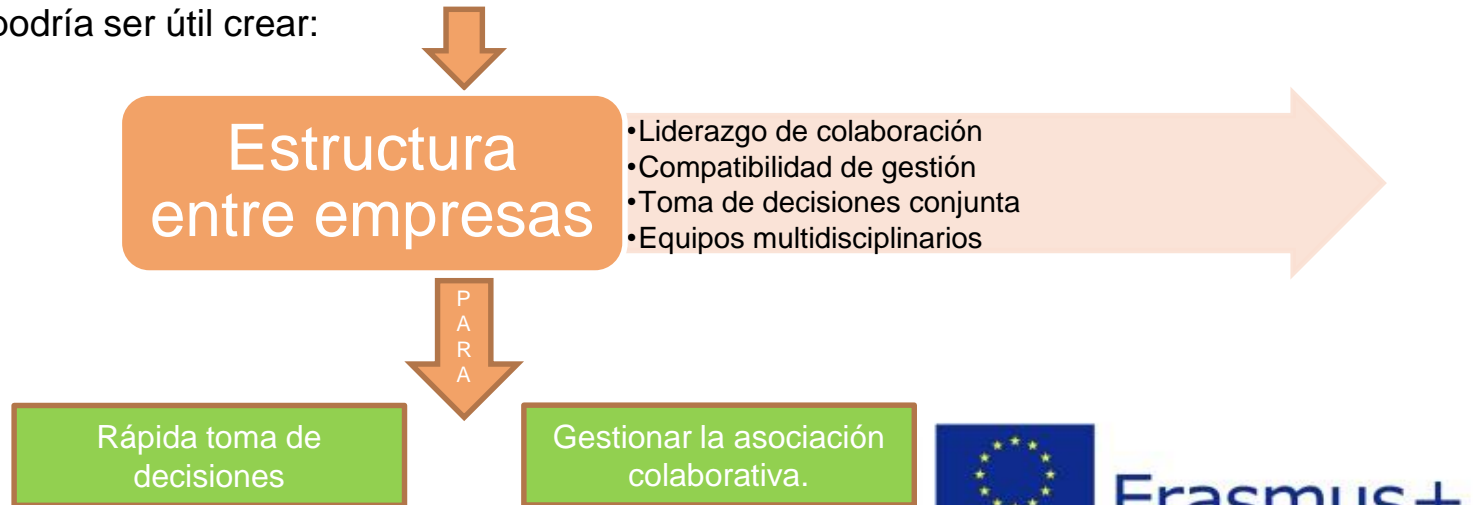 podría ser útil crear:
Estructura
entre empresas
•Liderazgo de colaboración
•Compatibilidad de gestión
•Toma de decisiones conjunta
•Equipos multidisciplinarios
P
A
R
A
Rápida toma de
decisiones
Gestionar la asociación
colaborativa.
Erasmus+